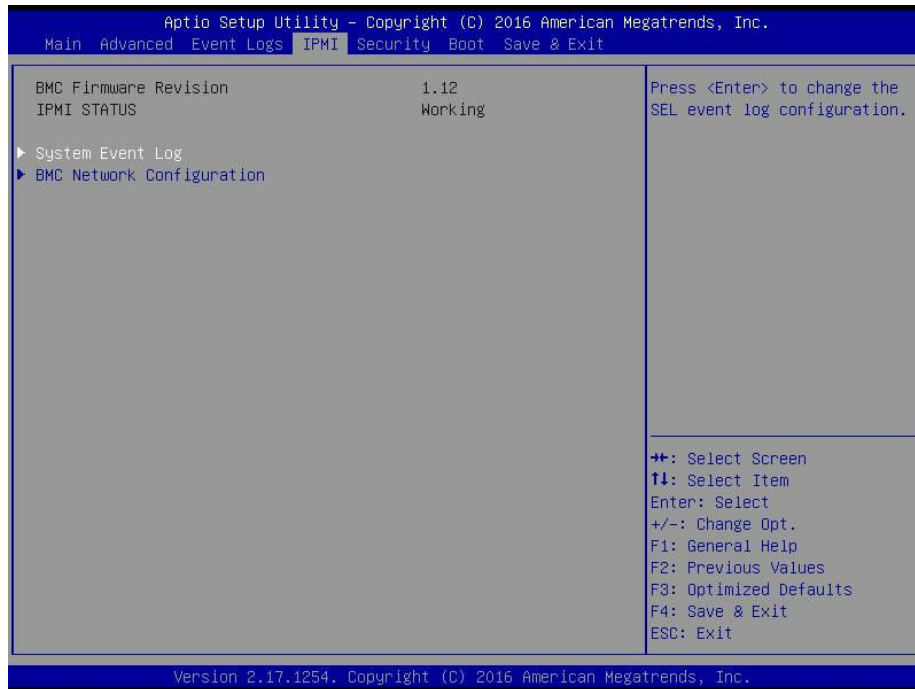 Aptio Setup Utility – Copyright (C) 2016 American Megatrends, Inc.
Main Advanced Event Logs IPMI Security Boot Save & Exit
BMC Firmware Revision 1.12
IPMI STATUS Working
▶ System Event Log
▶ BMC Network Configuration
Press <Enter> to change the
SEL event log configuration.
→←: Select Screen
↑↓: Select Item
Enter: Select
+/-: Change Opt.
F1: General Help
F2: Previous Values
F3: Optimized Defaults
F4: Save & Exit
ESC: Exit
Version 2.17.1254. Copyright (C) 2016 American Megatrends, Inc.